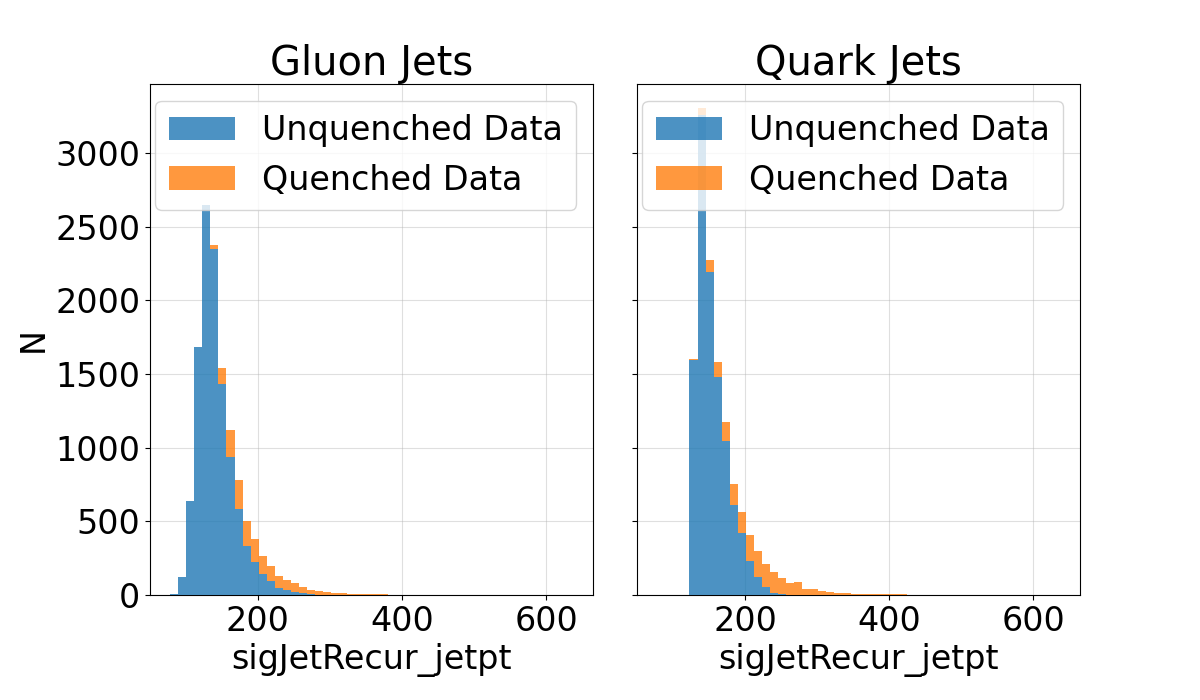 Gluon Jets
Quark Jets
Unquenched Data
Quenched Data
Unquenched Data
Quenched Data
3000
2500
2000
1500
1000
500
0
N
200 400 600
200 400 600
sigJetRecur_jetpt
sigJetRecur_jetpt